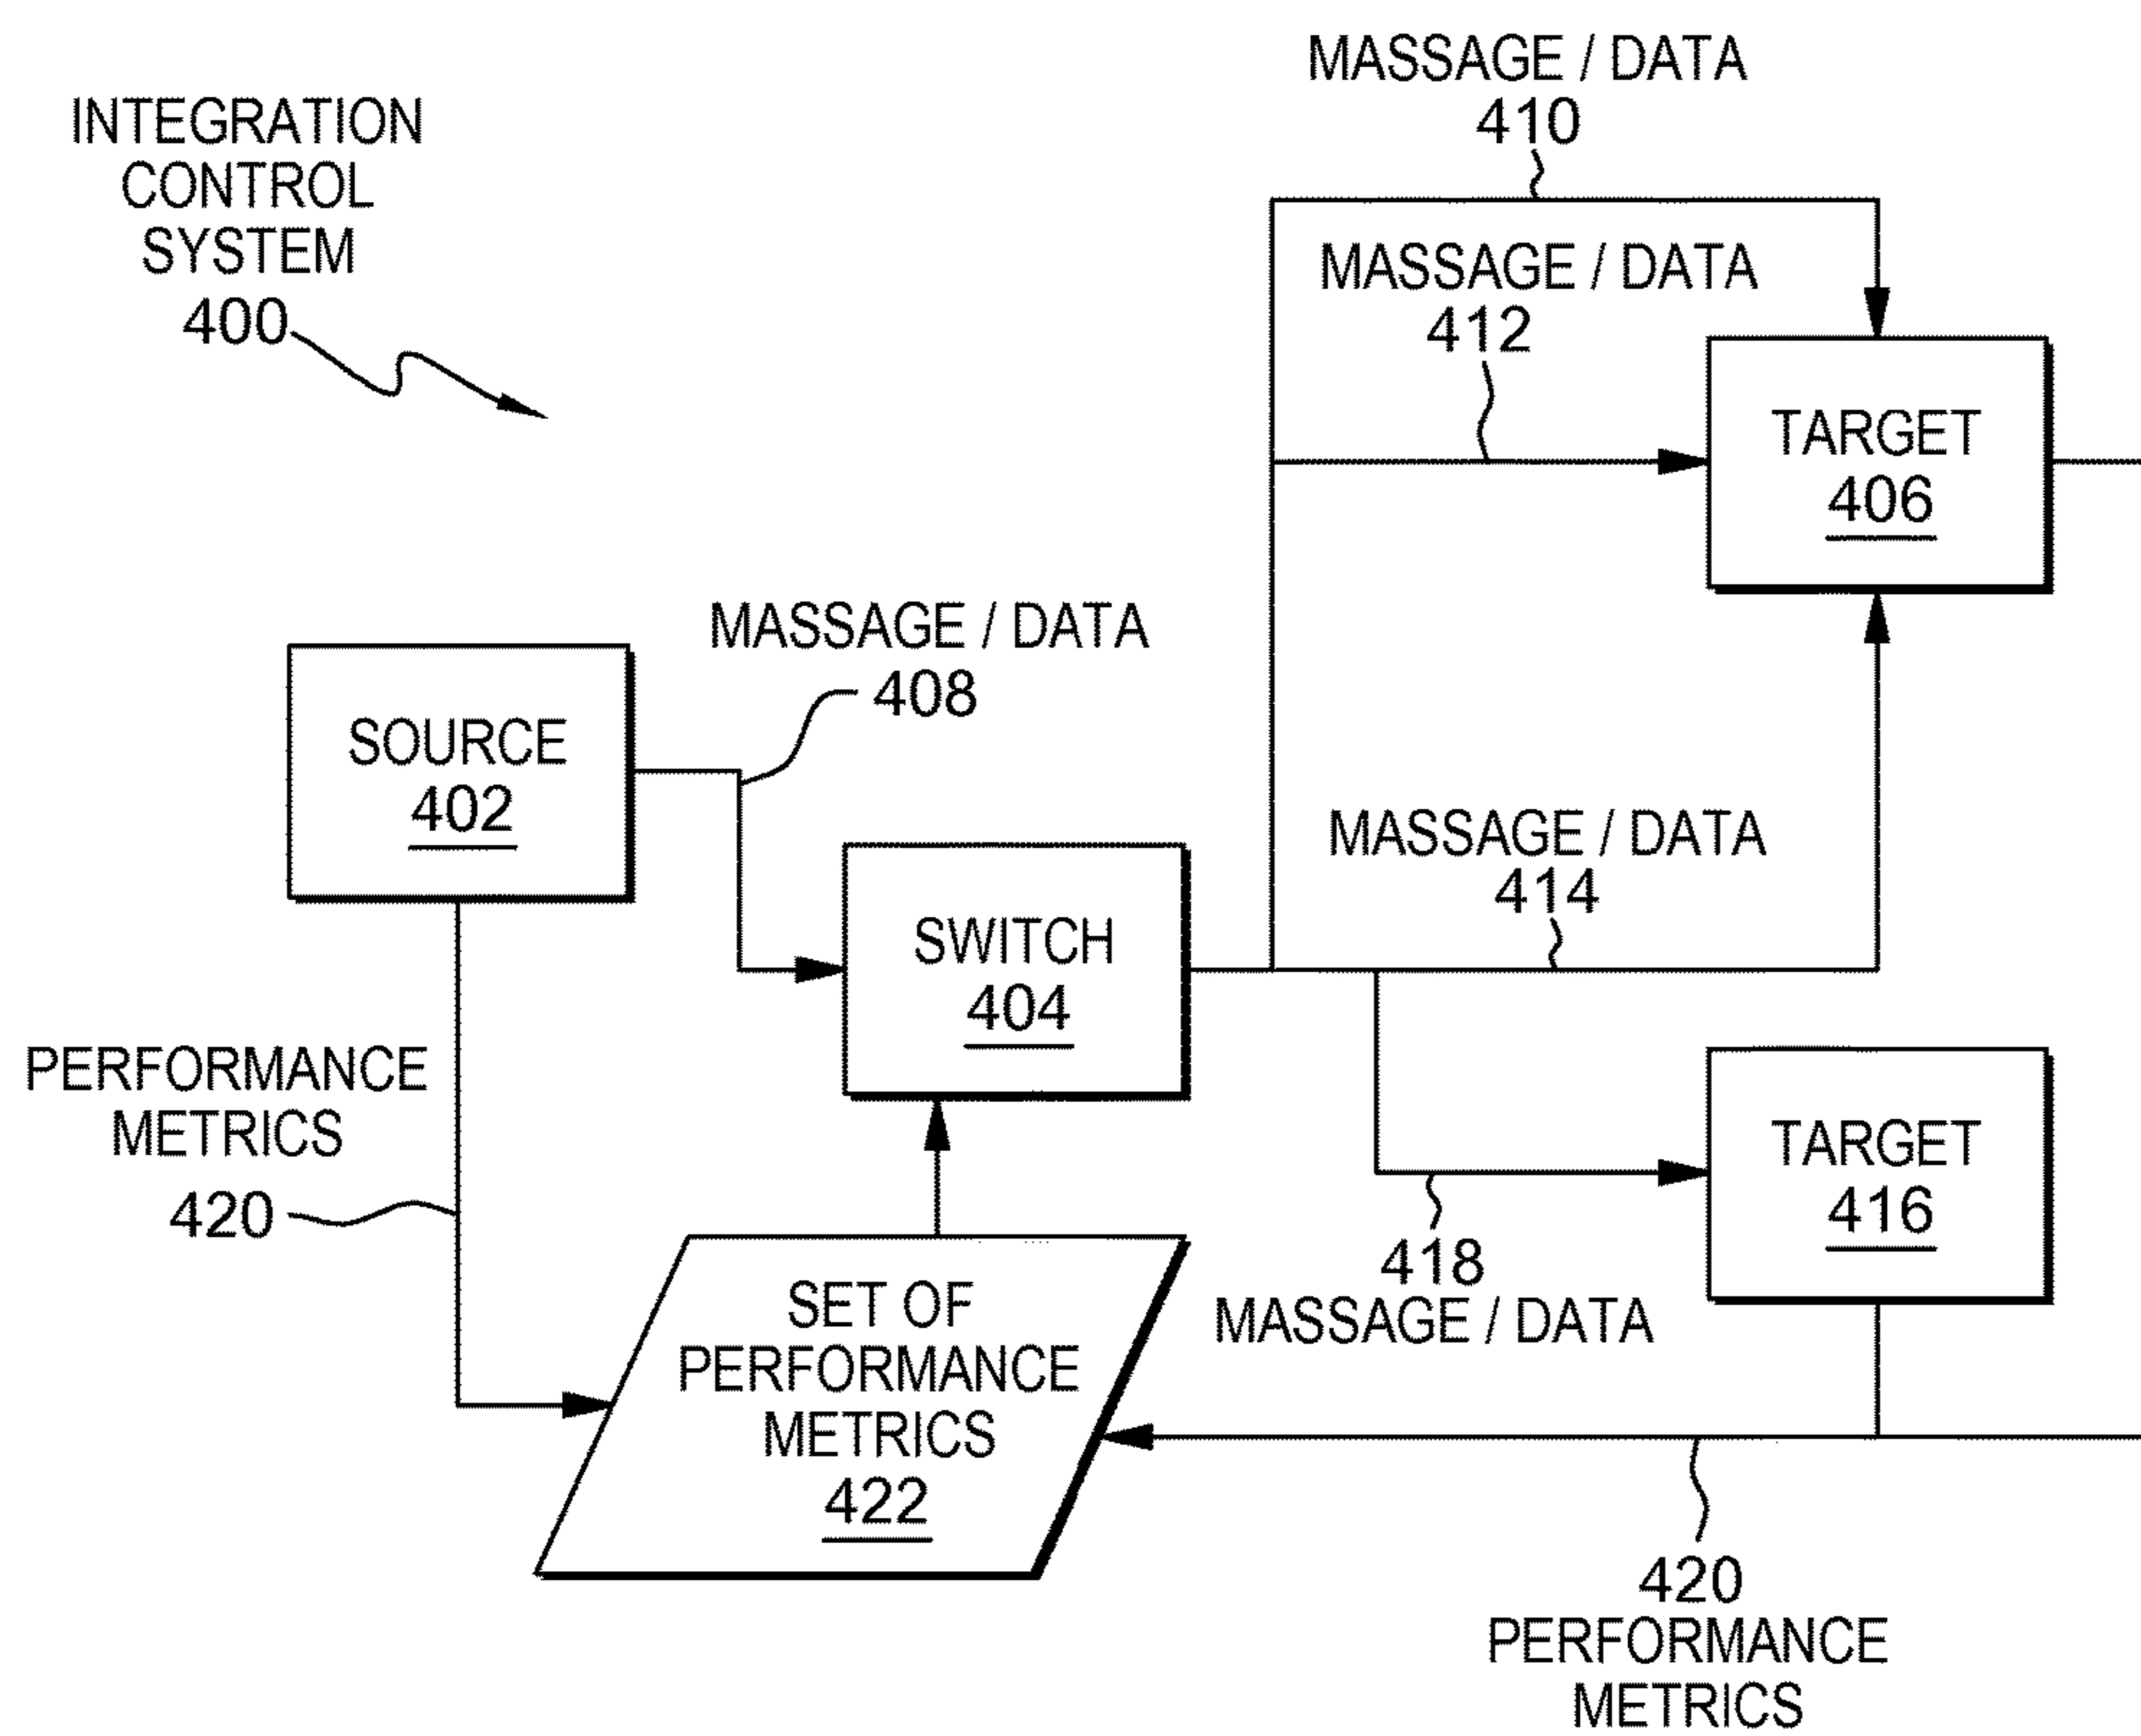 MASSAGE / DATA
410
INTEGRATION
CONTROL
SYSTEM
400
MASSAGE / DATA
412
TARGET
406
MASSAGE / DATA
408
SOURCE
402
MASSAGE / DATA
414
SWITCH
404
PERFORMANCE
METRICS
420
TARGET
416
418
MASSAGE / DATA
SET OF
PERFORMANCE
METRICS
422
420
PERFORMANCE
METRICS